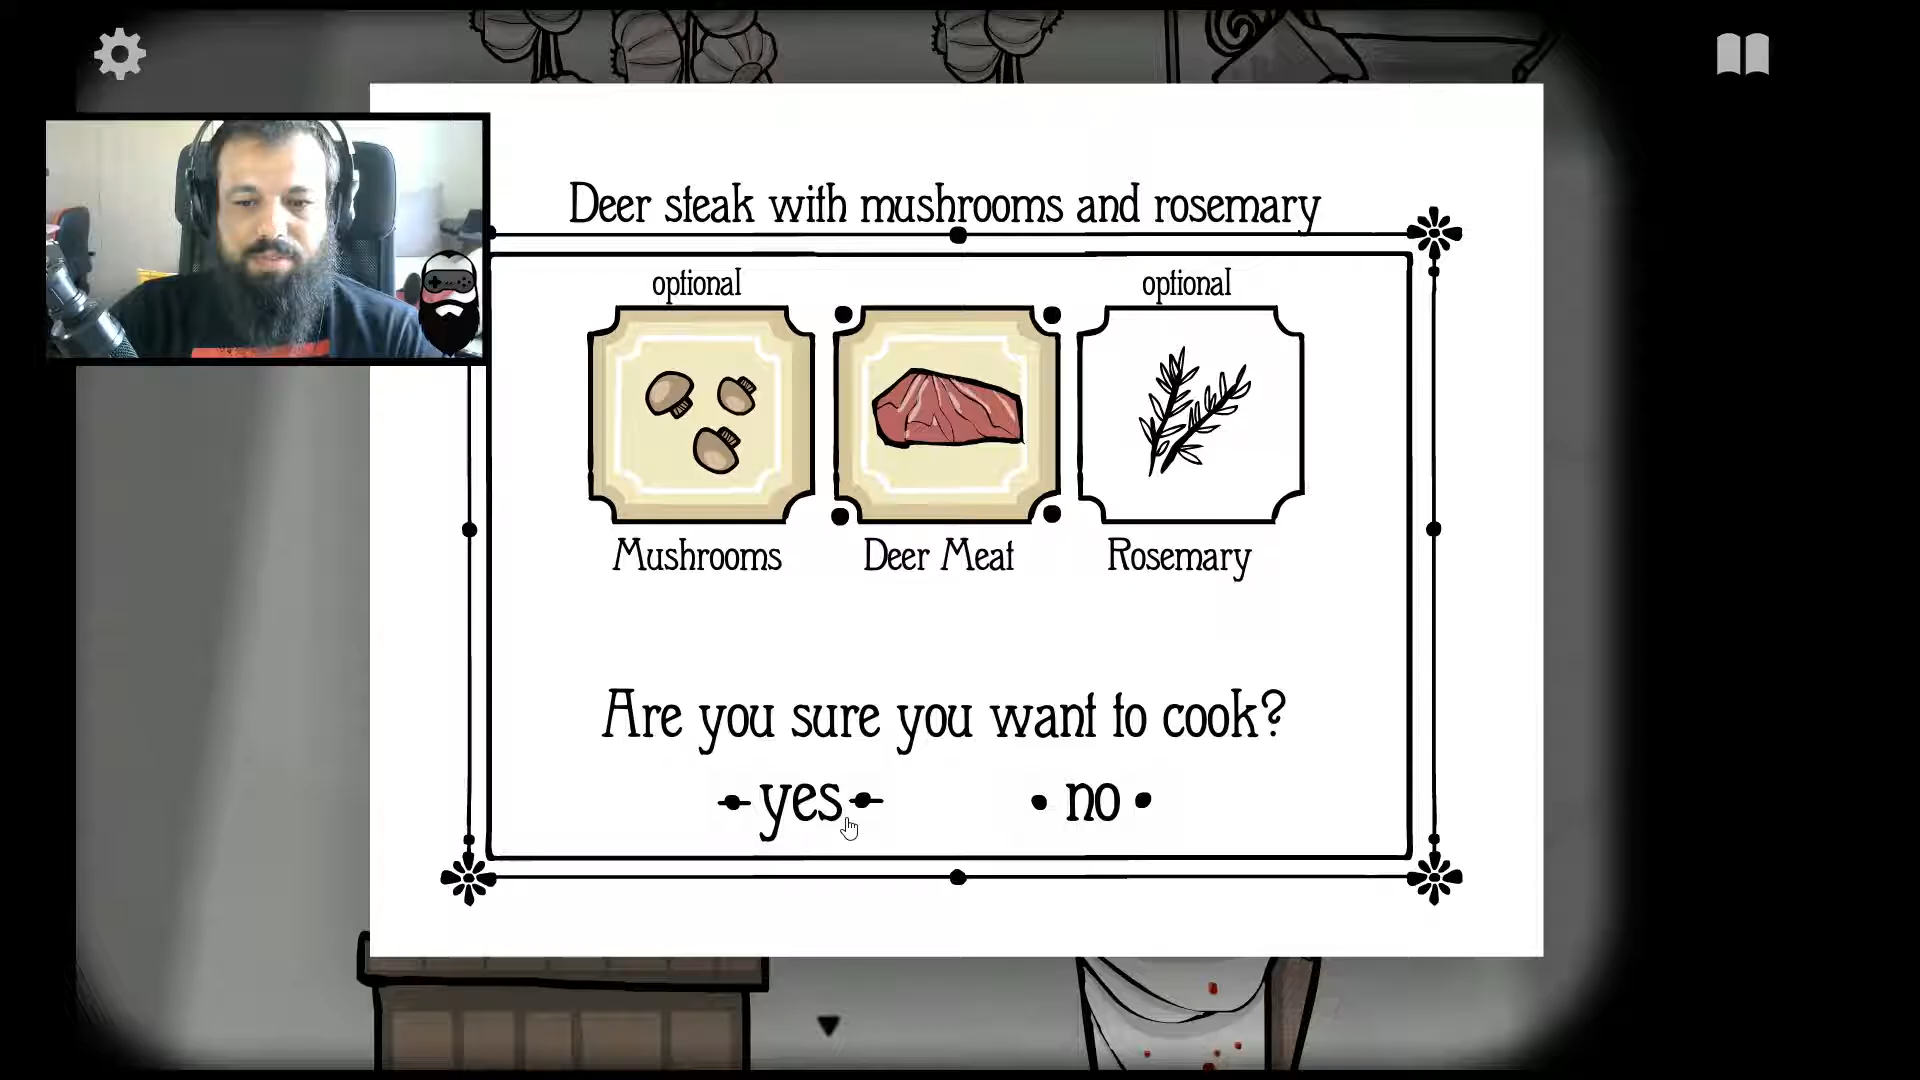 Deer steak with mushrooms and rosemary
optional
optional
Mushrooms
Deer Meat
Rosemary
Are you sure you want to cook?
yes
no